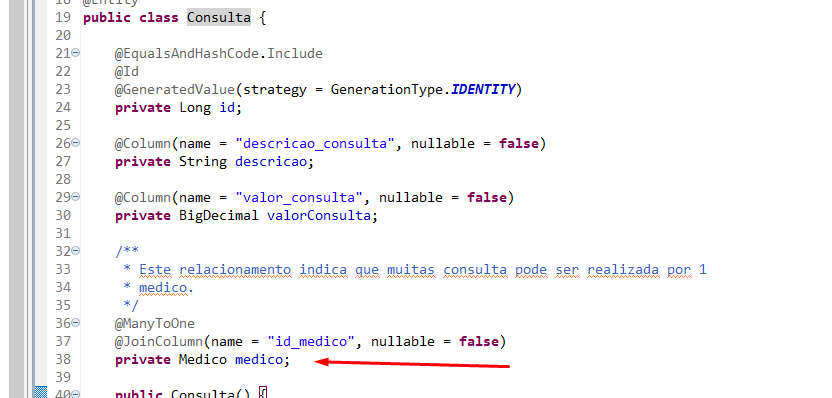 18 @Entity
19 public class Consulta {
20
21 @EqualsAndHashCode.Include
22 @Id
23 @GeneratedValue(strategy = GenerationType.IDENTITY)
24 private Long id;
25
26 @Column(name = "descricao_consulta", nullable = false)
27 private String descricao;
28
29 @Column(name = "valor_consulta", nullable = false)
30 private BigDecimal valorConsulta;
31
32 /**
33 * Este relacionamento indica que muitas consulta pode ser realizada por 1
34 * medico.
35 */
36 @ManyToOne
37 @JoinColumn(name = "id_medico", nullable = false)
38 private Medico medico;
39
40 public Consulta() {